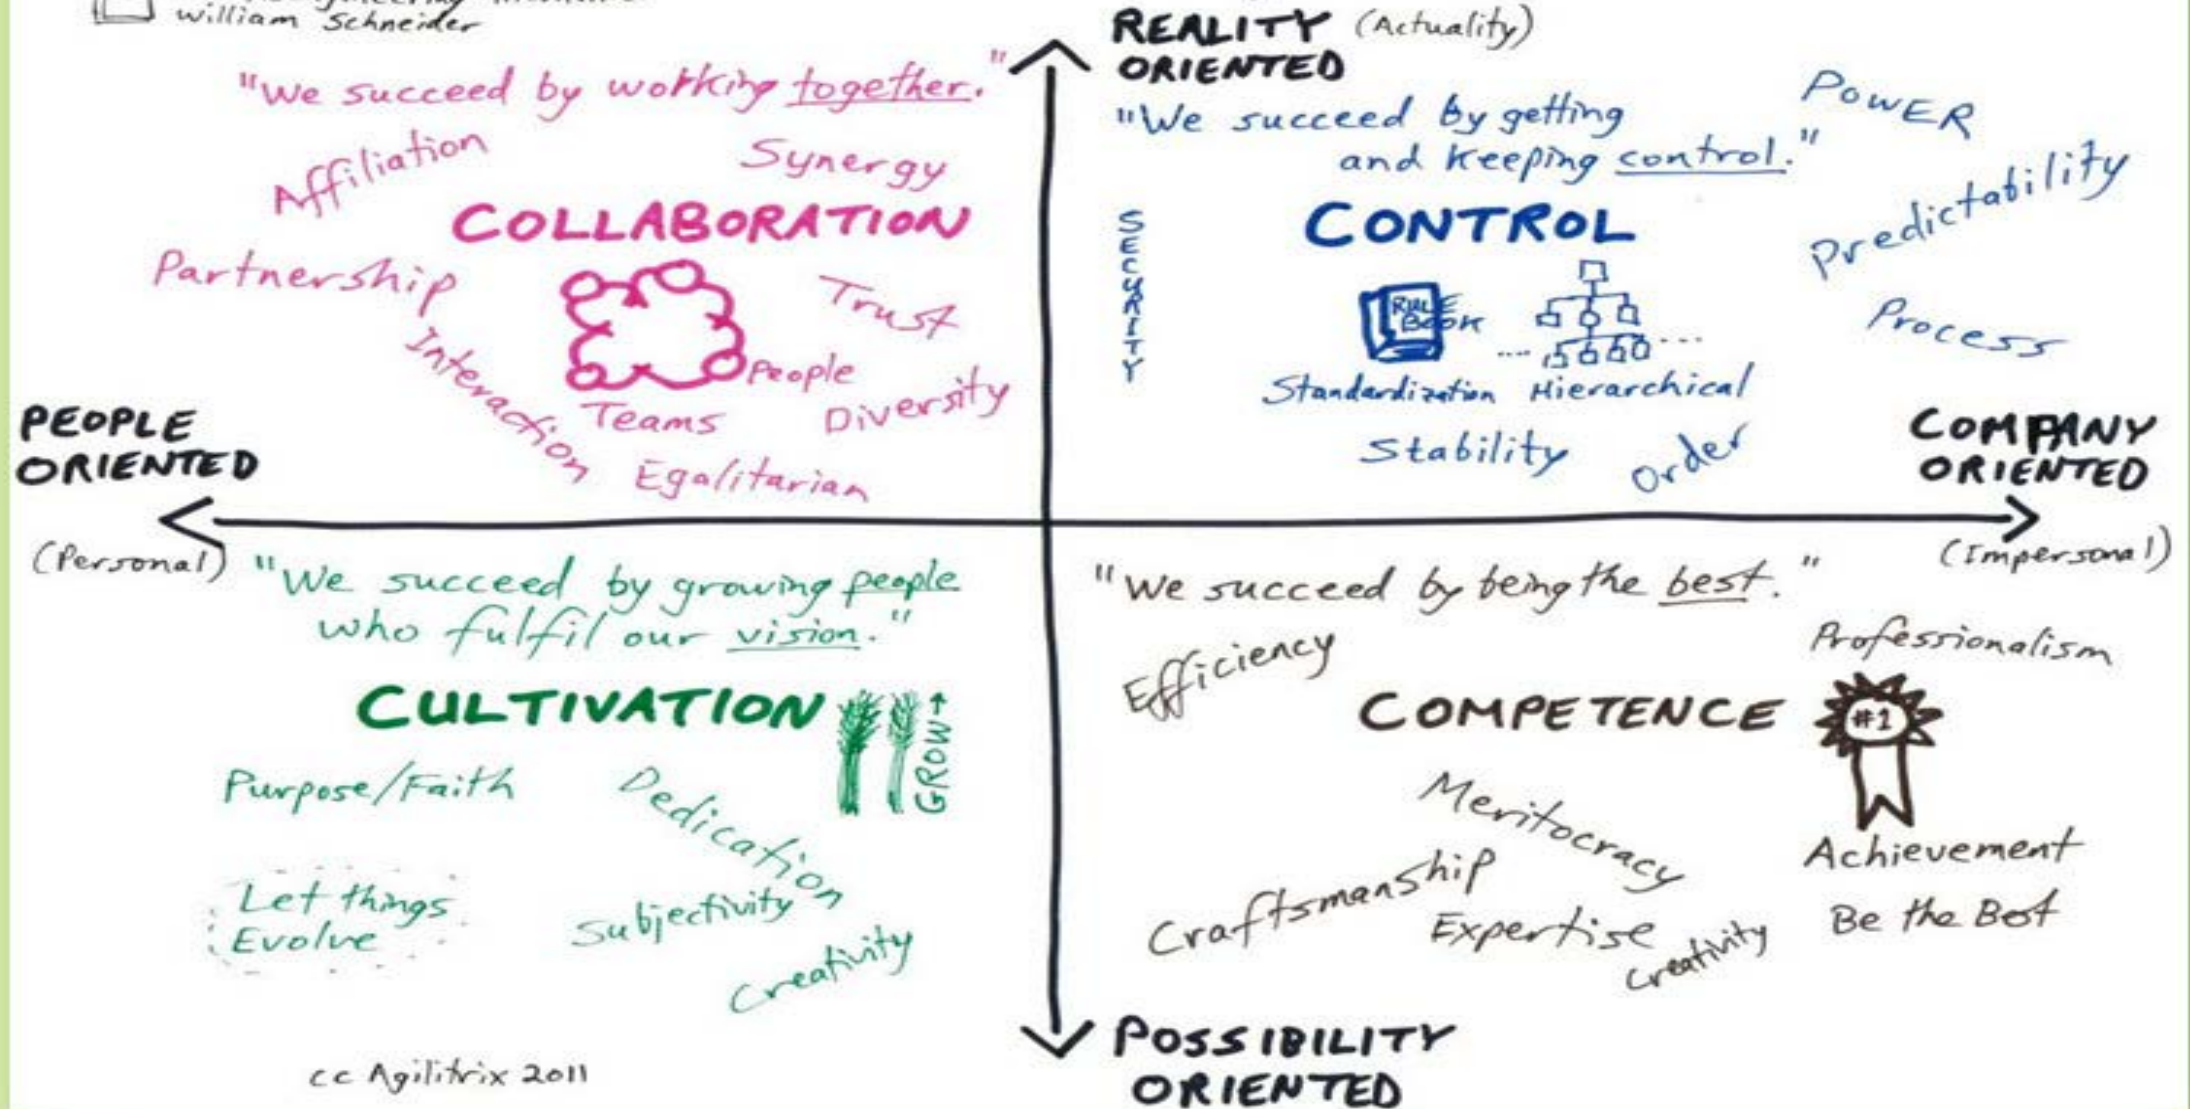 william Schneider
REALITY (Actuality)
ORIENTED
"We succeed by working together."
Affiliation
Synergy
COLLABORATION
Partnership
Trust
Interaction
People
Teams
Diversity
Egalitarian
"We succeed by getting
and keeping control."
POWER
Predictability
SECURITY
CONTROL
RULE
BOOK
Process
Standardization Hierarchical
Stability
Order
PEOPLE
ORIENTED
(Personal)
COMPANY
ORIENTED
(Impersonal)
"We succeed by growing people
who fulfil our vision."
CULTIVATION
GROW
Purpose/Faith
Dedication
Let things
Evolve
Subjectivity
Creativity
"We succeed by being the best."
Efficiency
Professionalism
COMPETENCE
#1
Meritocracy
Achievement
Craftsmanship
Expertise
Be the Best
Creativity
POSSIBILITY
ORIENTED
cc Agilitrix 2011